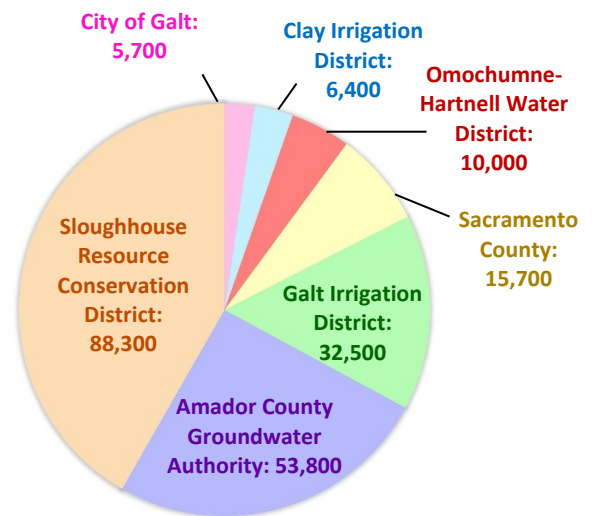 City of Galt:
5,700
Clay Irrigation
District:
6,400
Omochumne-
Hartnell Water
District:
10,000
Sacramento
County:
15,700
Galt Irrigation
District:
32,500
Amador County
Groundwater
Authority: 53,800
Sloughhouse
Resource
Conservation
District:
88,300